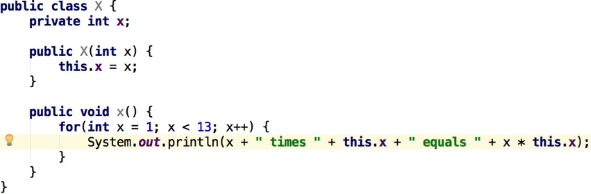 public class X {
    private int x;

    public X(int x) {
        this.x = x;
    }

    public void x() {
        for(int x = 1; x < 13; x++) {
            System.out.println(x + " times " + this.x + " equals " + x * this.x);
        }
    }
}